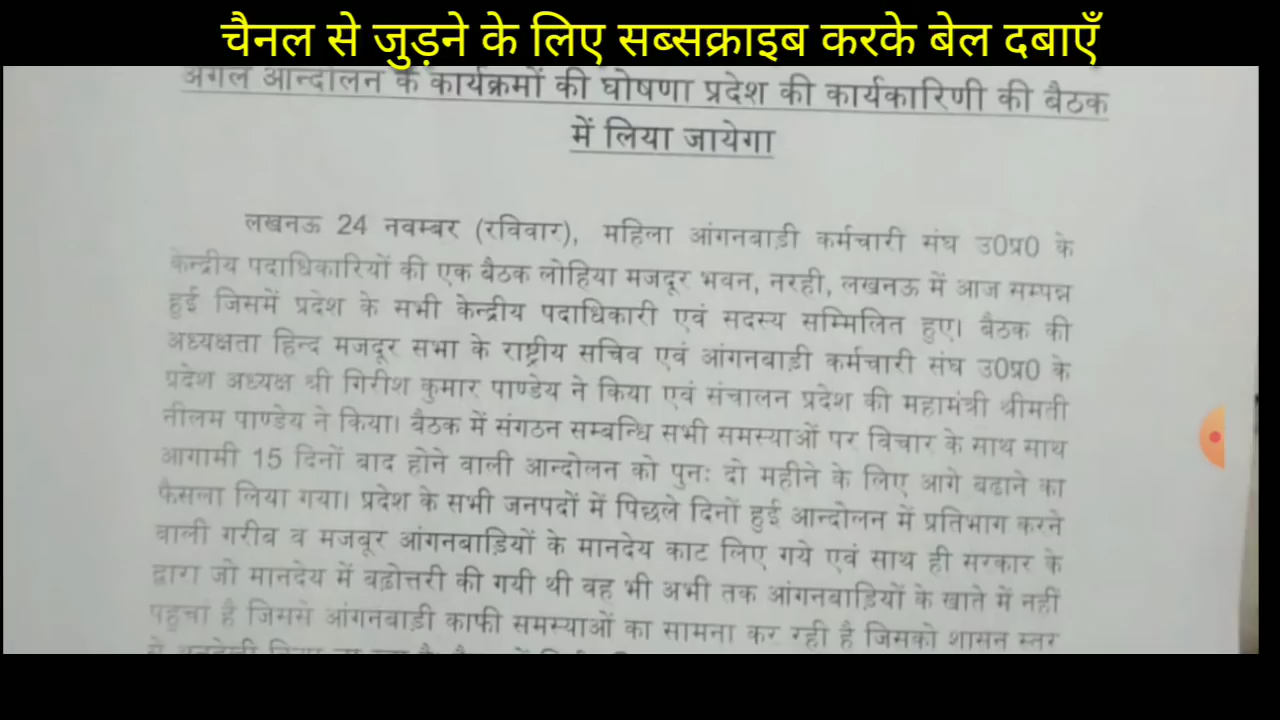 चैनल से जुड़ने के लिए सब्सक्राइब करके बेल दबाएँ
अगले आन्दोलन के कार्यक्रमों की घोषणा प्रदेश की कार्यकारिणी की बैठक
में लिया जायेगा
लखनऊ 24 नवम्बर (रविवार), महिला आंगनबाड़ी कर्मचारी संघ उ0प्र0 के
केन्द्रीय पदाधिकारियों की एक बैठक लोहिया मजदूर भवन, नरही, लखनऊ में आज सम्पन्न
हुई जिसमें प्रदेश के सभी केन्द्रीय पदाधिकारी एवं सदस्य सम्मिलित हुए। बैठक की
अध्यक्षता हिन्द मजदूर सभा के राष्ट्रीय सचिव एवं आंगनबाड़ी कर्मचारी संघ उ0प्र0 के
प्रदेश अध्यक्ष श्री गिरीश कुमार पाण्डेय ने किया एवं संचालन प्रदेश की महामंत्री श्रीमती
नीलम पाण्डेय ने किया। बैठक में संगठन सम्बन्धि सभी समस्याओं पर विचार के साथ साथ
आगामी 15 दिनों बाद होने वाली आन्दोलन को पुनः दो महीने के लिए आगे बढाने का
फैसला लिया गया। प्रदेश के सभी जनपदों में पिछले दिनों हुई आन्दोलन में प्रतिभाग करने
वाली गरीब व मजबूर आंगनबाड़ियों के मानदेय काट लिए गये एवं साथ ही सरकार के
द्वारा जो मानदेय में बढ़ोत्तरी की गयी थी वह भी अभी तक आंगनबाड़ियों के खाते में नहीं
पहुचा है जिससे आंगनबाड़ी काफी समस्याओं का सामना कर रही है जिसको शासन स्तर